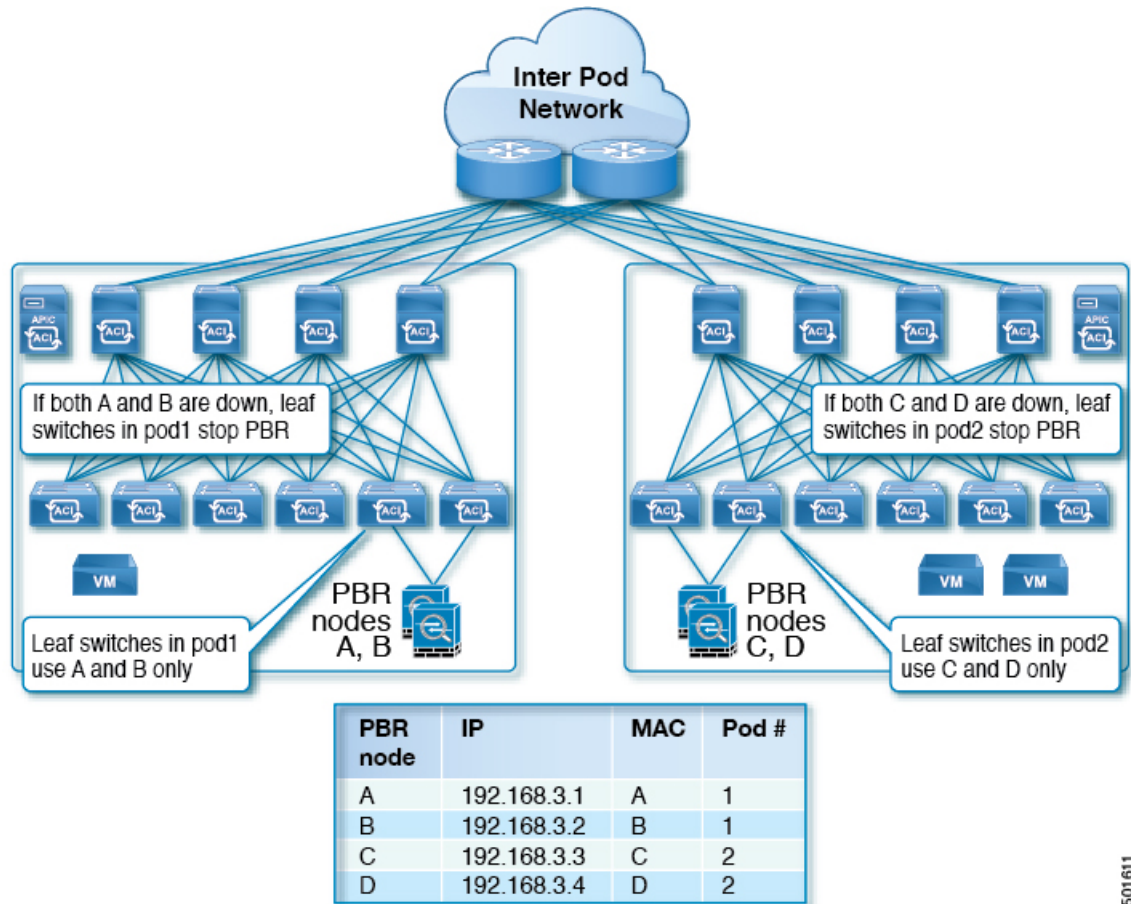 Inter Pod
Network
APIC
ACI
ACI
ACI
ACI
ACI
ACI
ACI
ACI
ACI
APIC
ACI
If both A and B are down, leaf
switches in pod1 stop PBR
If both C and D are down, leaf
switches in pod2 stop PBR
ACI
ACI
ACI
ACI
ACI
ACI
ACI
ACI
ACI
ACI
ACI
ACI
VM
PBR
nodes
A, B
PBR
nodes
C, D
VM
VM
Leaf switches in pod1
use A and B only
Leaf switches in pod2
use C and D only
PBR node IP MAC Pod #
A 192.168.3.1 A 1
B 192.168.3.2 B 1
C 192.168.3.3 C 2
D 192.168.3.4 D 2
501611